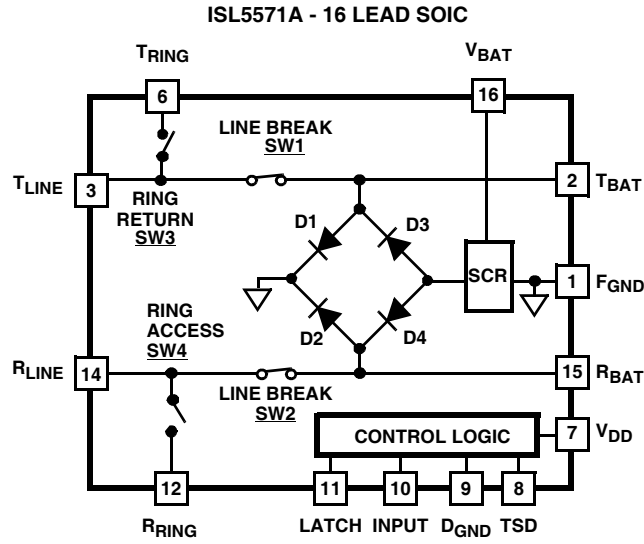 ISL5571A - 16 LEAD SOIC
TRING
VBAT
6
16
LINE BREAK
SW1
TLINE
3
2
TBAT
RING
RETURN
SW3
D1
D3
SCR
1
FGND
RING
ACCESS
SW4
D2
D4
RLINE
14
15
RBAT
LINE BREAK
SW2
CONTROL LOGIC
7
VDD
12
11
10
9
8
RRING
LATCH
INPUT
DGND
TSD